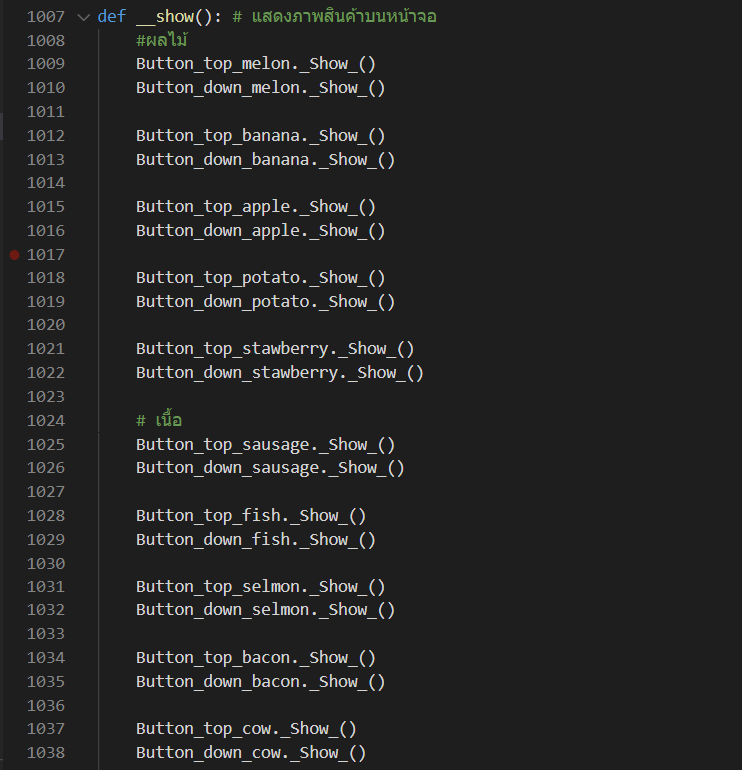 1007 def __show(): # แสดงภาพสินค้าบนหน้าจอ
1008 #ผลไม้
1009 Button_top_melon._Show_()
1010 Button_down_melon._Show_()
1011
1012 Button_top_banana._Show_()
1013 Button_down_banana._Show_()
1014
1015 Button_top_apple._Show_()
1016 Button_down_apple._Show_()
1017
1018 Button_top_potato._Show_()
1019 Button_down_potato._Show_()
1020
1021 Button_top_stawberry._Show_()
1022 Button_down_stawberry._Show_()
1023
1024 # เนื้อ
1025 Button_top_sausage._Show_()
1026 Button_down_sausage._Show_()
1027
1028 Button_top_fish._Show_()
1029 Button_down_fish._Show_()
1030
1031 Button_top_selmon._Show_()
1032 Button_down_selmon._Show_()
1033
1034 Button_top_bacon._Show_()
1035 Button_down_bacon._Show_()
1036
1037 Button_top_cow._Show_()
1038 Button_down_cow._Show_()